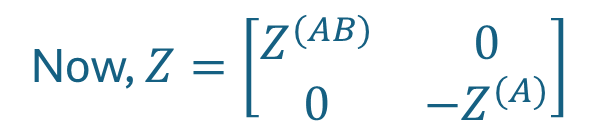 Now, Z = [Z^(AB) 0
0 −Z^(A)]